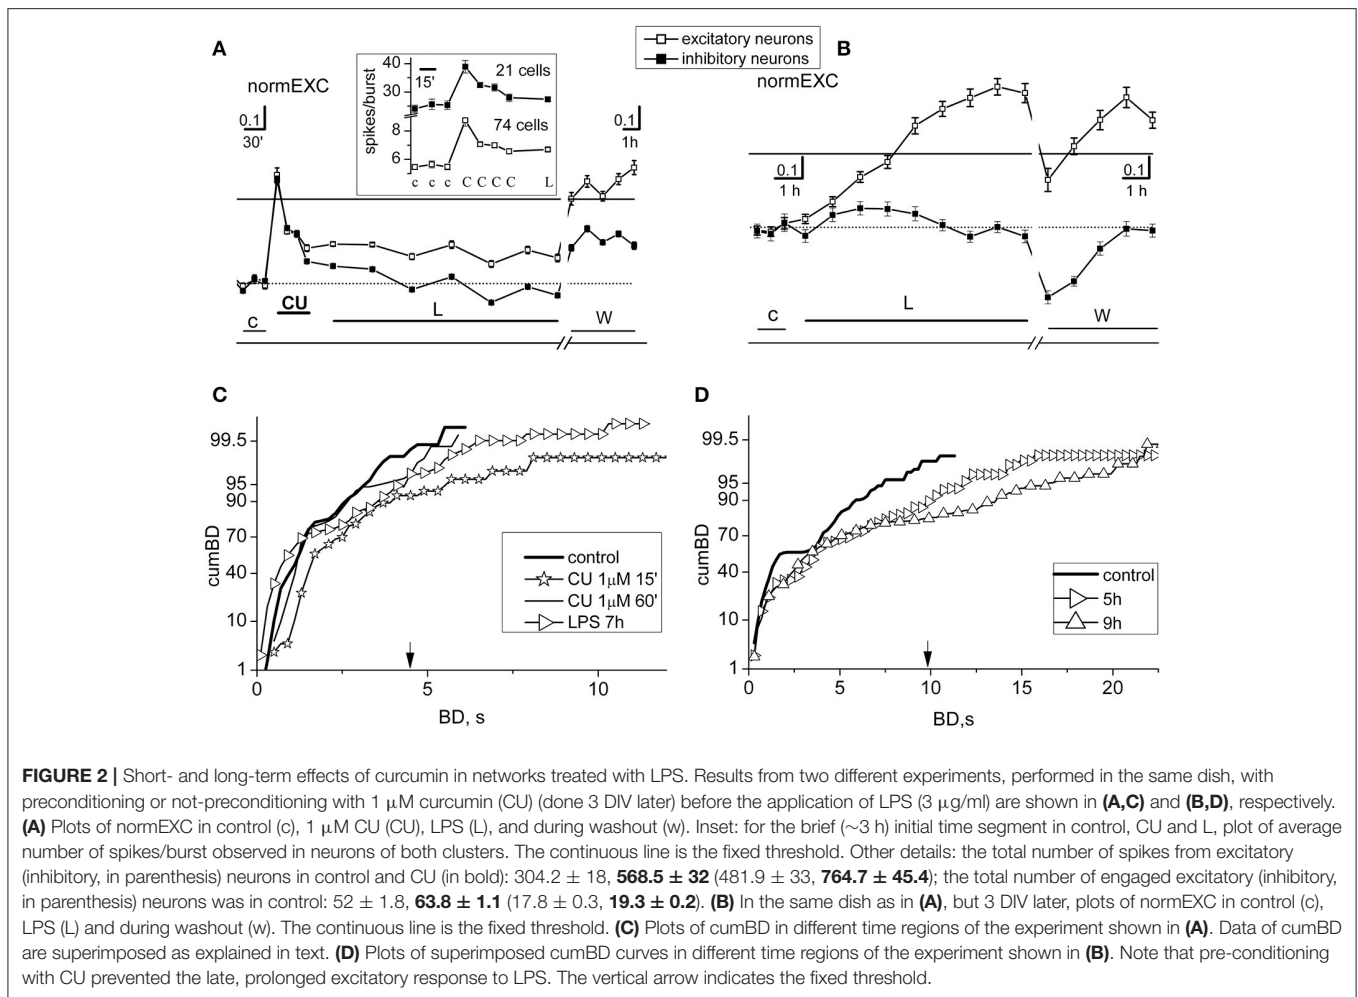 A
normEXC
0.1
30'
40
30
8
6
spikes/burst
15'
21 cells
74 cells
c c c C C C C L
0.1
1h
c
CU
L
W
excitatory neurons
inhibitory neurons
B
normEXC
0.1
1 h
0.1
1 h
c
L
W
C
99.5
95
90
70
40
10
1
cumBD
control
CU 1μM 15'
CU 1μM 60'
LPS 7h
0 5 10
BD, s
D
99.5
95
90
70
40
10
1
cumBD
control
5h
9h
0 5 10 15 20
BD,s
FIGURE 2 | Short- and long-term effects of curcumin in networks treated with LPS. Results from two different experiments, performed in the same dish, with
preconditioning or not-preconditioning with 1 μM curcumin (CU) (done 3 DIV later) before the application of LPS (3 μg/ml) are shown in (A,C) and (B,D), respectively.
(A) Plots of normEXC in control (c), 1 μM CU (CU), LPS (L), and during washout (w). Inset: for the brief (~3 h) initial time segment in control, CU and L, plot of average
number of spikes/burst observed in neurons of both clusters. The continuous line is the fixed threshold. Other details: the total number of spikes from excitatory
(inhibitory, in parenthesis) neurons in control and CU (in bold): 304.2 ± 18, 568.5 ± 32 (481.9 ± 33, 764.7 ± 45.4); the total number of engaged excitatory (inhibitory,
in parenthesis) neurons was in control: 52 ± 1.8, 63.8 ± 1.1 (17.8 ± 0.3, 19.3 ± 0.2). (B) In the same dish as in (A), but 3 DIV later, plots of normEXC in control (c),
LPS (L) and during washout (w). The continuous line is the fixed threshold. (C) Plots of cumBD in different time regions of the experiment shown in (A). Data of cumBD
are superimposed as explained in text. (D) Plots of superimposed cumBD curves in different time regions of the experiment shown in (B). Note that pre-conditioning
with CU prevented the late, prolonged excitatory response to LPS. The vertical arrow indicates the fixed threshold.